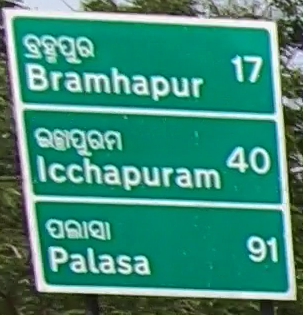 ବ୍ରହ୍ମପୁର 17
Bramhapur
ଇଚ୍ଛାପୁରମ 40
Icchapuram
ପଲାସା 91
Palasa